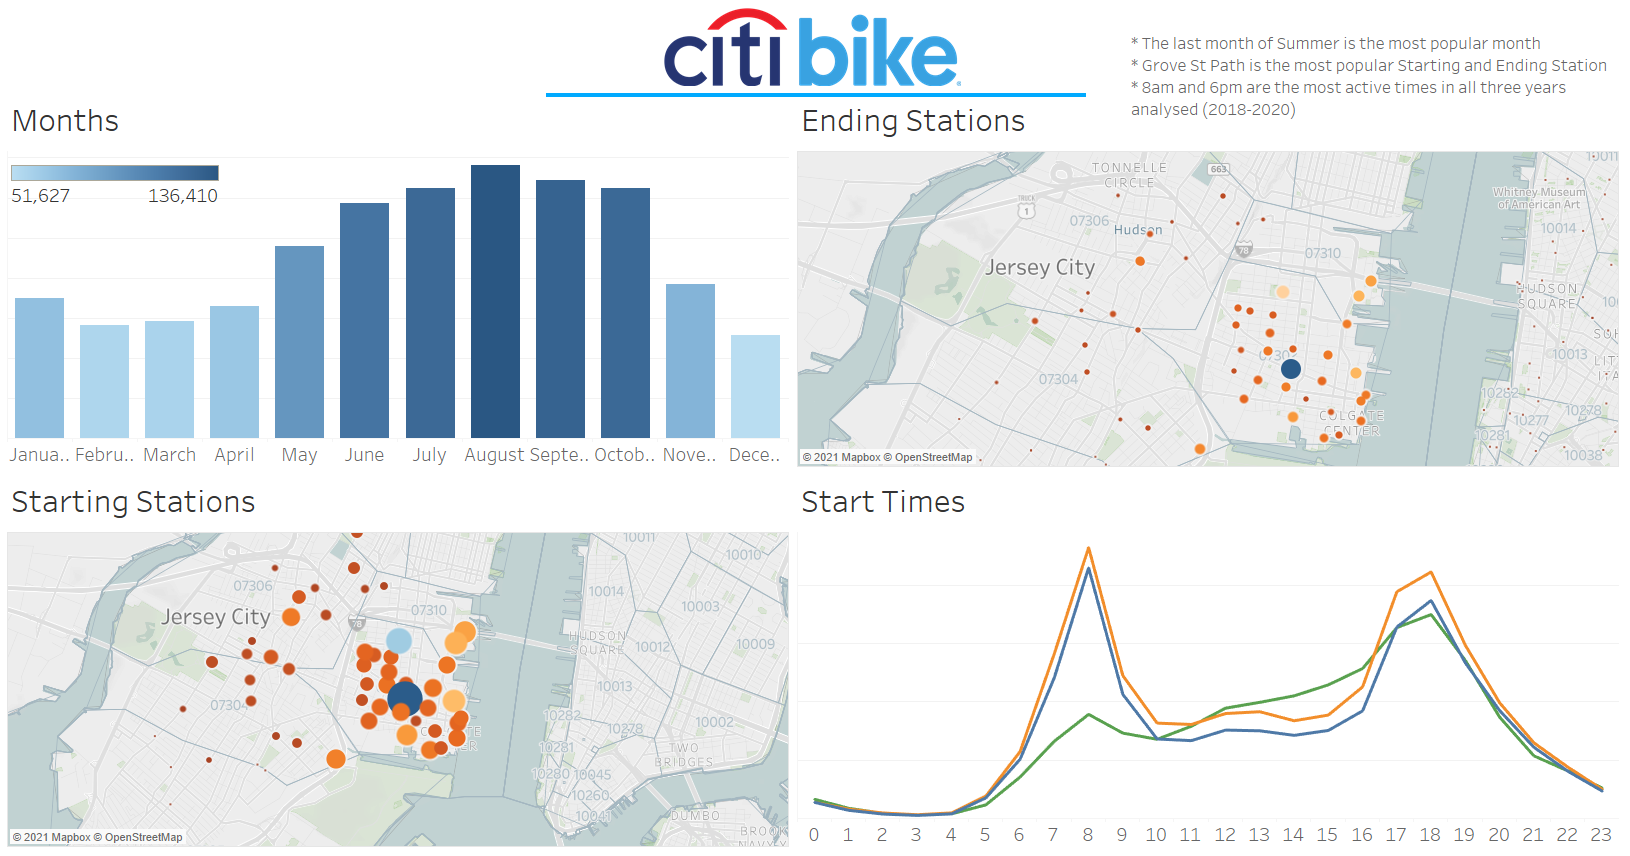 citi bike
* The last month of Summer is the most popular month
* Grove St Path is the most popular Starting and Ending Station
* 8am and 6pm are the most active times in all three years
analysed (2018-2020)
Months
51,627 136,410
Janua.. Febru.. March April May June July August Septe.. Octob.. Nove.. Dece..
Ending Stations
TONNELLE
CIRCLE
663
TRUCK
1
07306
Hudson
78
07310
Jersey City
07302
07304
COLGATE
CENTER
Whitney Museum
of American Art
10011
10014
HUDSON
SQUARE
10013
10282
10277
10278
10281
10038
© 2021 Mapbox © OpenStreetMap
Starting Stations
07306
Jersey City
78
07310
07304
10011
10010
10014
10003
HUDSON
SQUARE
10012
10009
10013
10282
10278
10002
10281
TWO
BRIDGES
10280
10045
10260
10041
DUMBO
© 2021 Mapbox © OpenStreetMap
Start Times
0 1 2 3 4 5 6 7 8 9 10 11 12 13 14 15 16 17 18 19 20 21 22 23